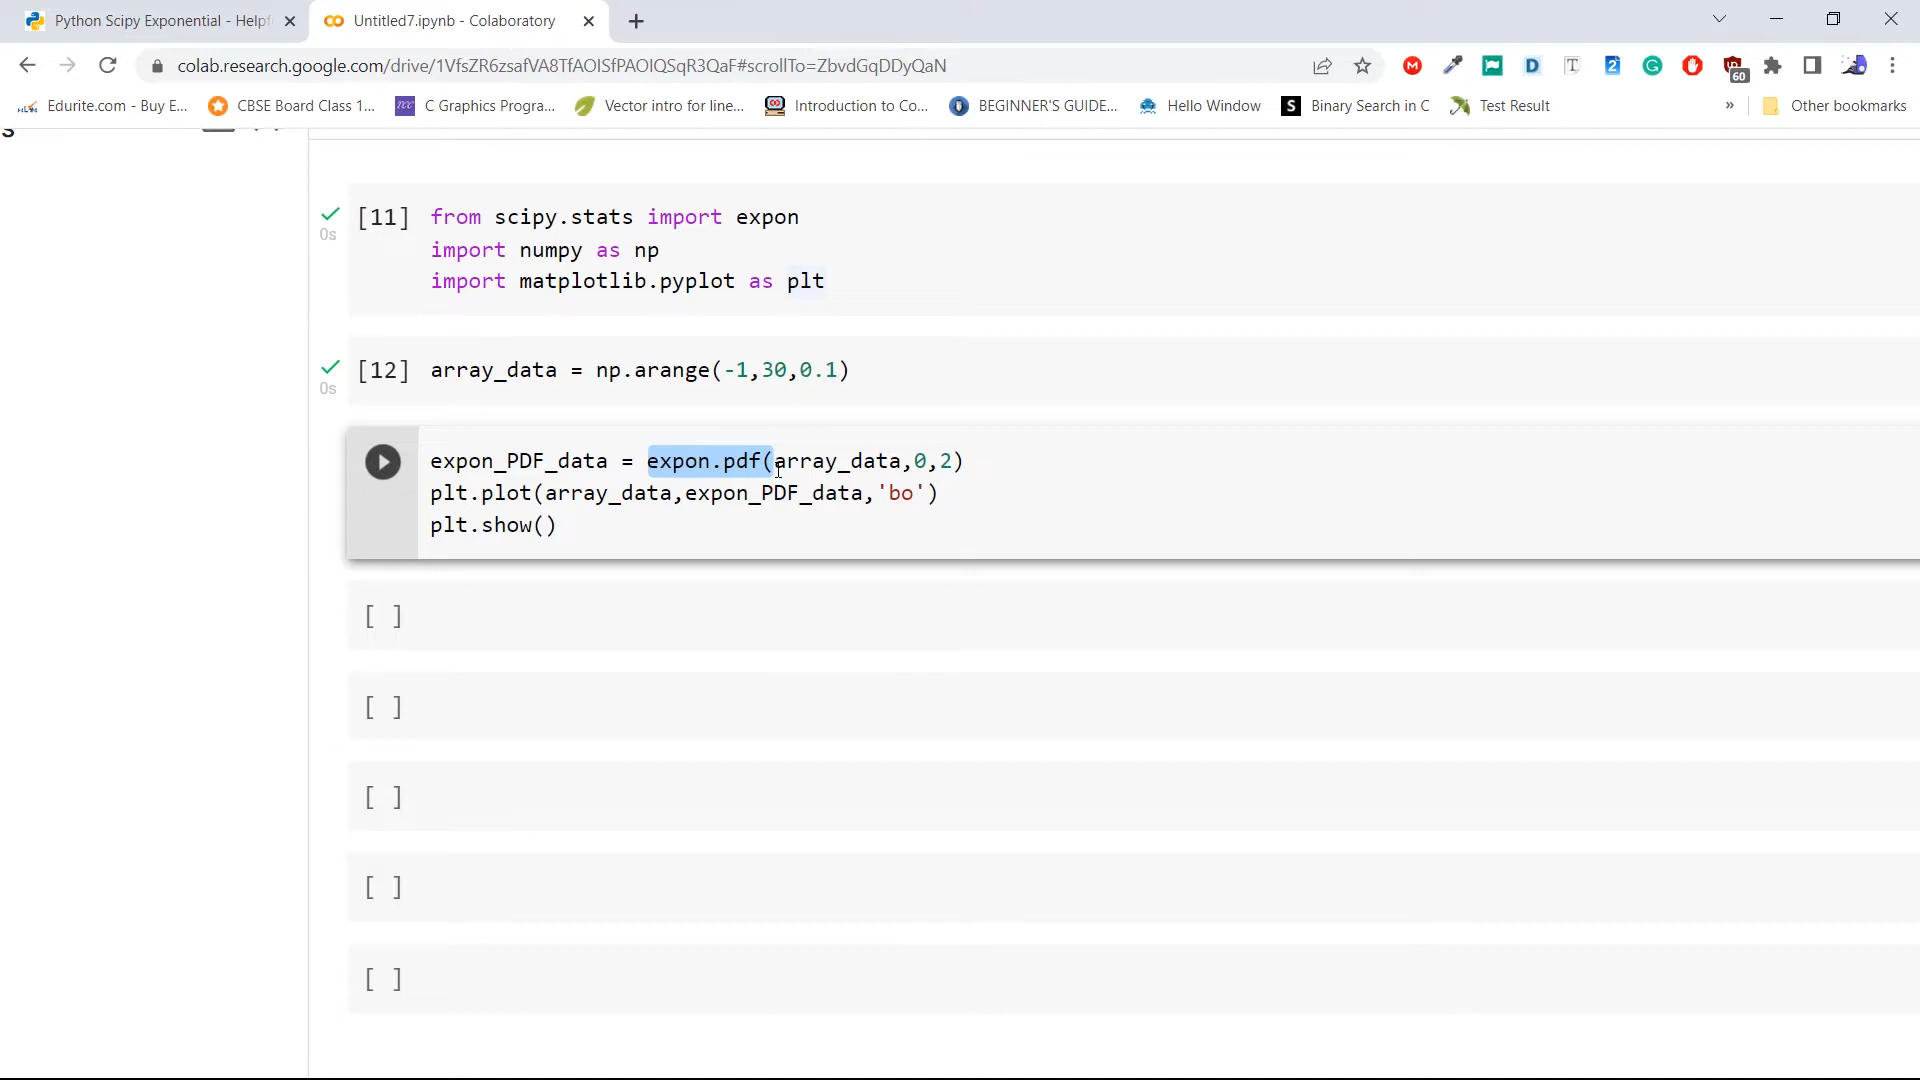 Python Scipy Exponential - Helpf
Untitled7.ipynb - Colaboratory
colab.research.google.com/drive/1VfsZR6zsafVA8TfAOISfPAOIQSqR3QaF#scrollTo=ZbvdGqDDyQaN
60
Edurite.com - Buy E...
CBSE Board Class 1...
C Graphics Progra...
Vector intro for line...
Introduction to Co...
BEGINNER'S GUIDE...
Hello Window
Binary Search in C
Test Result
»
Other bookmarks
[11] from scipy.stats import expon
0s
import numpy as np
import matplotlib.pyplot as plt
[12] array_data = np.arange(-1,30,0.1)
0s
expon_PDF_data = expon.pdf(array_data,0,2)
plt.plot(array_data,expon_PDF_data,'bo')
plt.show()
[ ]
[ ]
[ ]
[ ]
[ ]